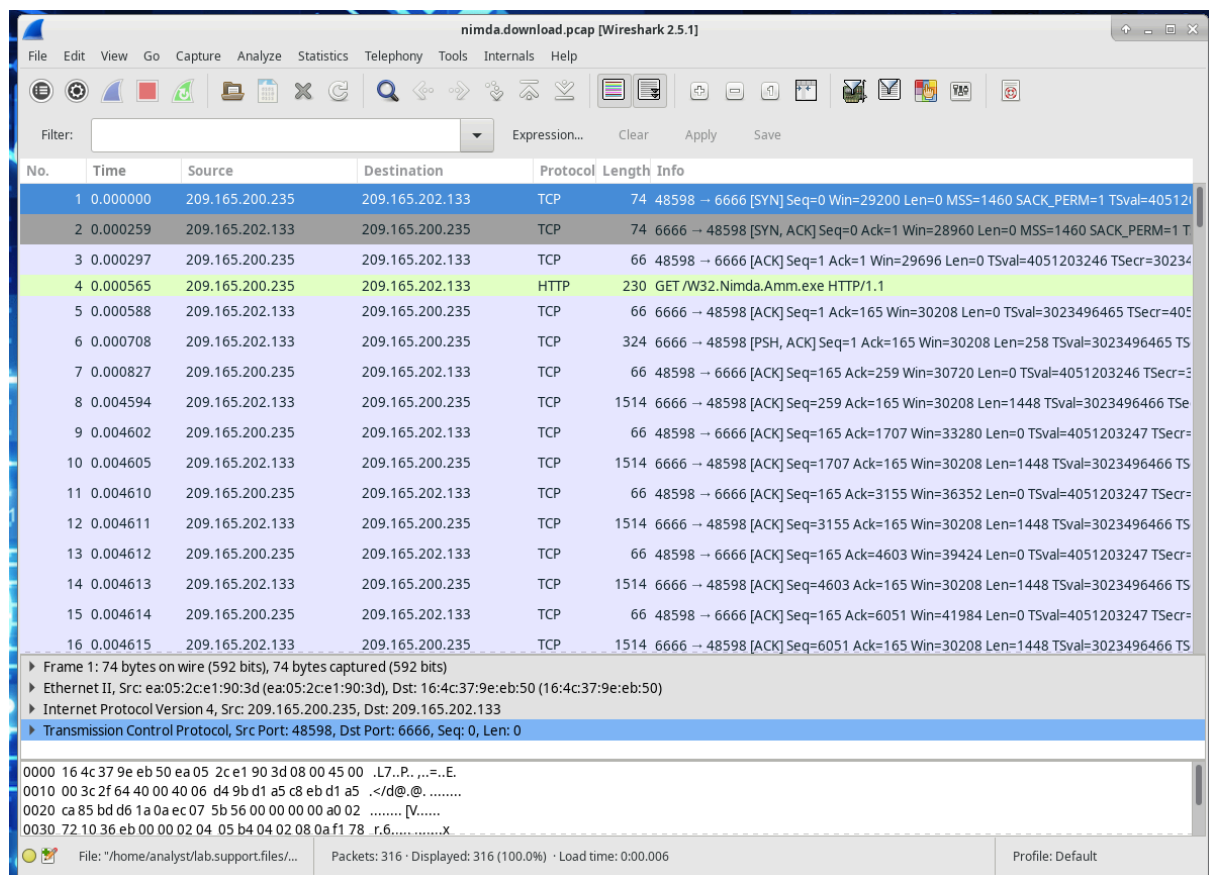 nimda.download.pcap [Wireshark 2.5.1]
File Edit View Go Capture Analyze Statistics Telephony Tools Internals Help
Filter: Expression... Clear Apply Save
No. Time Source Destination Protocol Length Info
1 0.000000 209.165.200.235 209.165.202.133 TCP 74 48598 → 6666 [SYN] Seq=0 Win=29200 Len=0 MSS=1460 SACK_PERM=1 TSval=40512
2 0.000259 209.165.202.133 209.165.200.235 TCP 74 6666 → 48598 [SYN, ACK] Seq=0 Ack=1 Win=28960 Len=0 MSS=1460 SACK_PERM=1 T
3 0.000297 209.165.200.235 209.165.202.133 TCP 66 48598 → 6666 [ACK] Seq=1 Ack=1 Win=29696 Len=0 TSval=4051203246 TSecr=30234
4 0.000565 209.165.200.235 209.165.202.133 HTTP 230 GET /W32.Nimda.Amm.exe HTTP/1.1
5 0.000588 209.165.202.133 209.165.200.235 TCP 66 6666 → 48598 [ACK] Seq=1 Ack=165 Win=30208 Len=0 TSval=3023496465 TSecr=405
6 0.000708 209.165.202.133 209.165.200.235 TCP 324 6666 → 48598 [PSH, ACK] Seq=1 Ack=165 Win=30208 Len=258 TSval=3023496465 TS
7 0.000827 209.165.200.235 209.165.202.133 TCP 66 48598 → 6666 [ACK] Seq=165 Ack=259 Win=30720 Len=0 TSval=4051203246 TSecr=3
8 0.004594 209.165.202.133 209.165.200.235 TCP 1514 6666 → 48598 [ACK] Seq=259 Ack=165 Win=30208 Len=1448 TSval=3023496466 TSe
9 0.004602 209.165.200.235 209.165.202.133 TCP 66 48598 → 6666 [ACK] Seq=165 Ack=1707 Win=33280 Len=0 TSval=4051203247 TSecr=
10 0.004605 209.165.202.133 209.165.200.235 TCP 1514 6666 → 48598 [ACK] Seq=1707 Ack=165 Win=30208 Len=1448 TSval=3023496466 TS
11 0.004610 209.165.200.235 209.165.202.133 TCP 66 48598 → 6666 [ACK] Seq=165 Ack=3155 Win=36352 Len=0 TSval=4051203247 TSecr=
12 0.004611 209.165.202.133 209.165.200.235 TCP 1514 6666 → 48598 [ACK] Seq=3155 Ack=165 Win=30208 Len=1448 TSval=3023496466 TS
13 0.004612 209.165.200.235 209.165.202.133 TCP 66 48598 → 6666 [ACK] Seq=165 Ack=4603 Win=39424 Len=0 TSval=4051203247 TSecr=
14 0.004613 209.165.202.133 209.165.200.235 TCP 1514 6666 → 48598 [ACK] Seq=4603 Ack=165 Win=30208 Len=1448 TSval=3023496466 TS
15 0.004614 209.165.200.235 209.165.202.133 TCP 66 48598 → 6666 [ACK] Seq=165 Ack=6051 Win=41984 Len=0 TSval=4051203247 TSecr=
16 0.004615 209.165.202.133 209.165.200.235 TCP 1514 6666 → 48598 [ACK] Seq=6051 Ack=165 Win=30208 Len=1448 TSval=3023496466 TS
Frame 1: 74 bytes on wire (592 bits), 74 bytes captured (592 bits)
Ethernet II, Src: ea:05:2c:e1:90:3d (ea:05:2c:e1:90:3d), Dst: 16:4c:37:9e:eb:50 (16:4c:37:9e:eb:50)
Internet Protocol Version 4, Src: 209.165.200.235, Dst: 209.165.202.133
Transmission Control Protocol, Src Port: 48598, Dst Port: 6666, Seq: 0, Len: 0
0000 16 4c 37 9e eb 50 ea 05 2c e1 90 3d 08 00 45 00 .L7..P.. ,..=..E.
0010 00 3c 2f 64 40 00 40 06 d4 9b d1 a5 c8 eb d1 a5 .</d@.@. ........
0020 ca 85 bd d6 1a 0a ec 07 5b 56 00 00 00 00 a0 02 ........ [V......
0030 72 10 36 eb 00 00 02 04 05 b4 04 02 08 0a f1 78 r.6..... .......x
File: "/home/analyst/lab.support.files/... Packets: 316 · Displayed: 316 (100.0%) · Load time: 0:00.006 Profile: Default